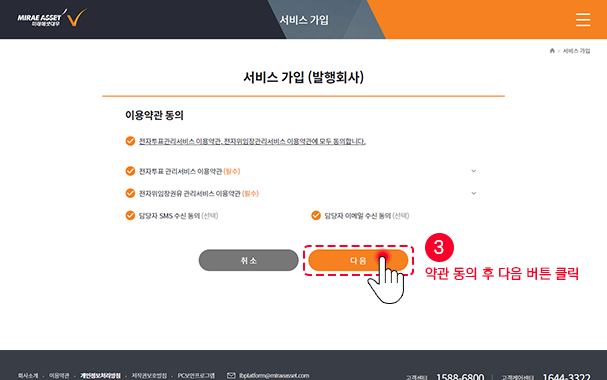 MIRAE ASSET
미래에셋대우
서비스 가입
> 서비스 가입
서비스 가입 (발행회사)
이용약관 동의
전자투표관리서비스 이용약관, 전자위임장관리서비스 이용약관에 모두 동의합니다.
전자투표 관리서비스 이용약관 (필수)
전자위임장권유 관리서비스 이용약관 (필수)
담당자 SMS 수신 동의 (선택)
담당자 이메일 수신 동의 (선택)
취소
다음
3
약관 동의 후 다음 버튼 클릭
회사소개 · 이용약관 · 개인정보처리방침 · 저작권보호방침 · PC보안프로그램
ibplatform@miraeasset.com
고객센터 1588-6800 | 고객케어센터 1644-3322